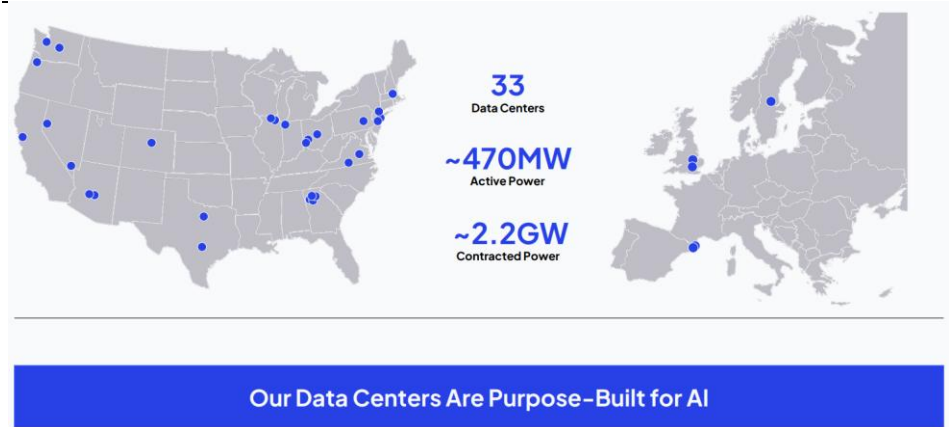 33
Data Centers
~470MW
Active Power
~2.2GW
Contracted Power
Our Data Centers Are Purpose-Built for AI